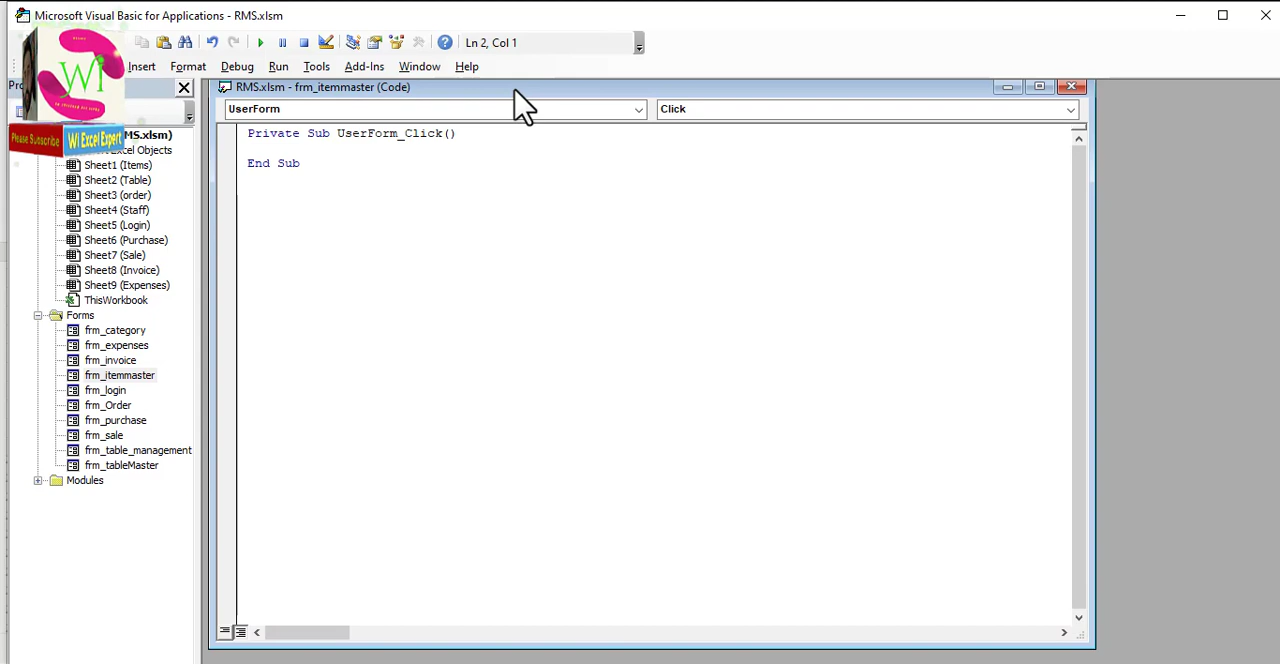 Microsoft Visual Basic for Applications - RMS.xlsm
Ln 2, Col 1
Insert Format Debug Run Tools Add-Ins Window Help
Wi
Please Subscribe
WI Excel Expert
RMS.xlsm - frm_itemmaster (Code)
UserForm
Click
Private Sub UserForm_Click()
End Sub
MS.xlsm)
Excel Objects
Sheet1 (Items)
Sheet2 (Table)
Sheet3 (order)
Sheet4 (Staff)
Sheet5 (Login)
Sheet6 (Purchase)
Sheet7 (Sale)
Sheet8 (Invoice)
Sheet9 (Expenses)
ThisWorkbook
Forms
frm_category
frm_expenses
frm_invoice
frm_itemmaster
frm_login
frm_Order
frm_purchase
frm_sale
frm_table_management
frm_tableMaster
Modules